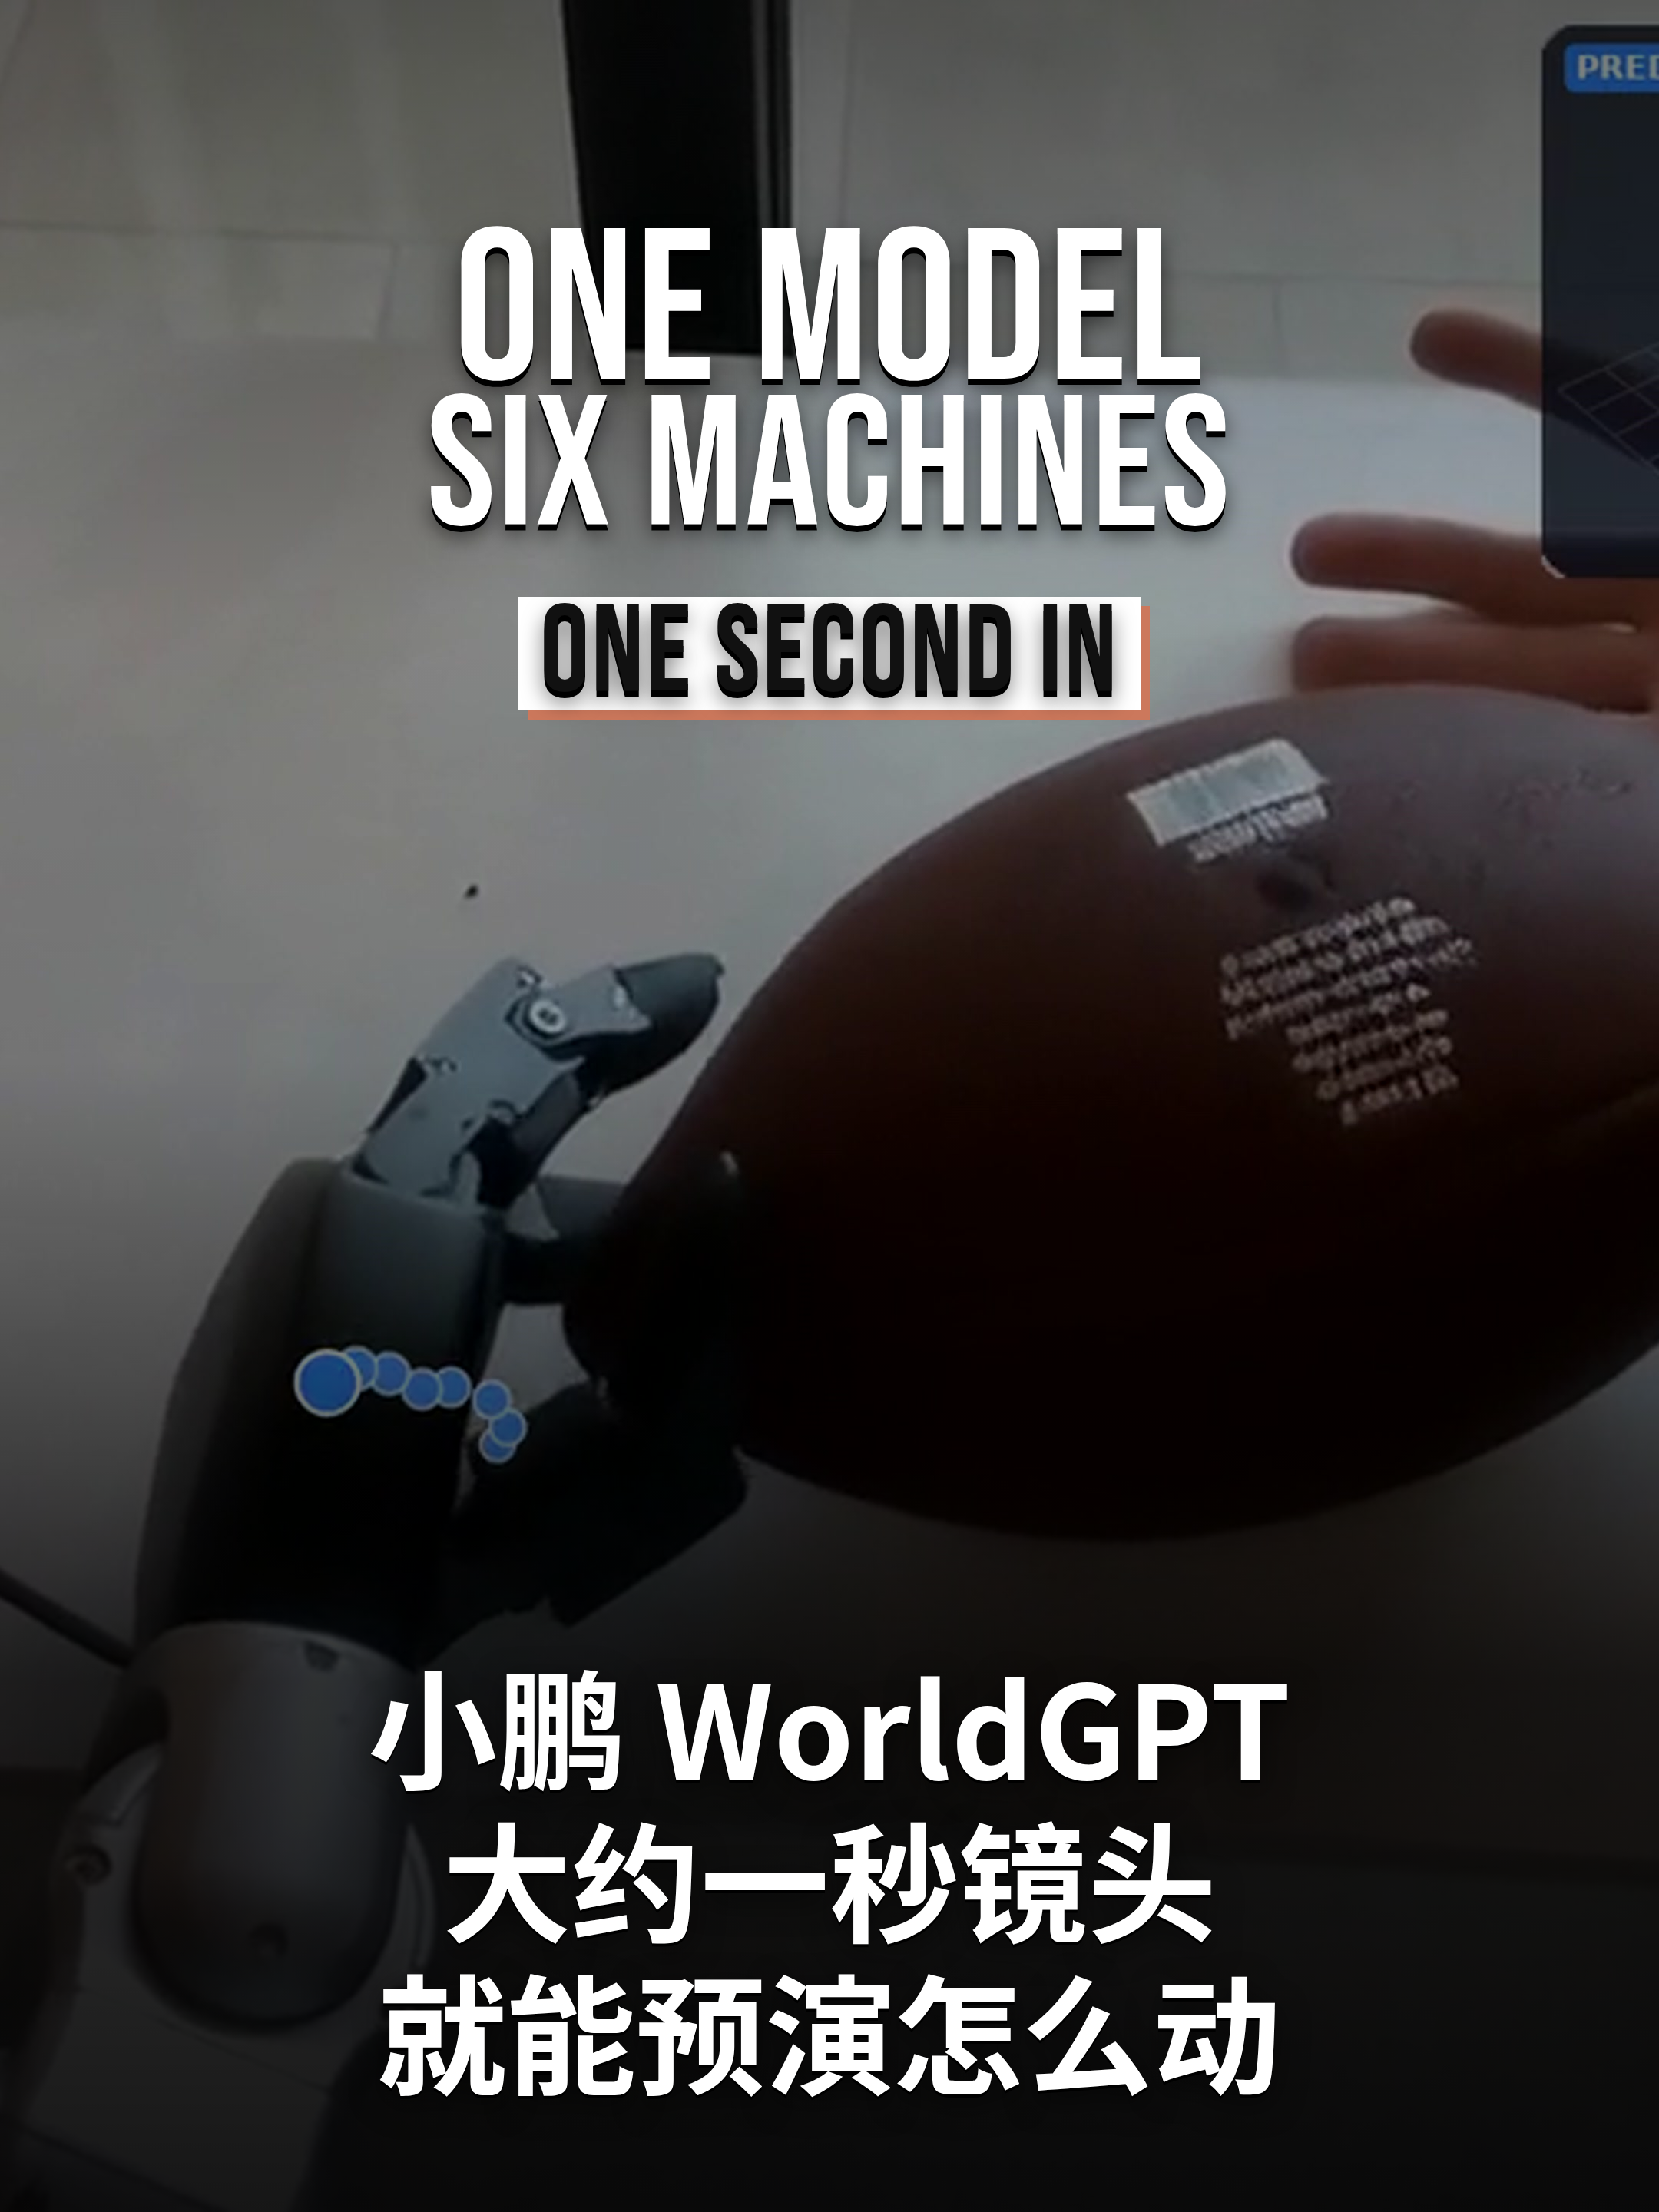 PRED
ONE MODEL
SIX MACHINES
ONE SECOND IN
小鹏 WorldGPT
大约一秒镜头
就能预演怎么动